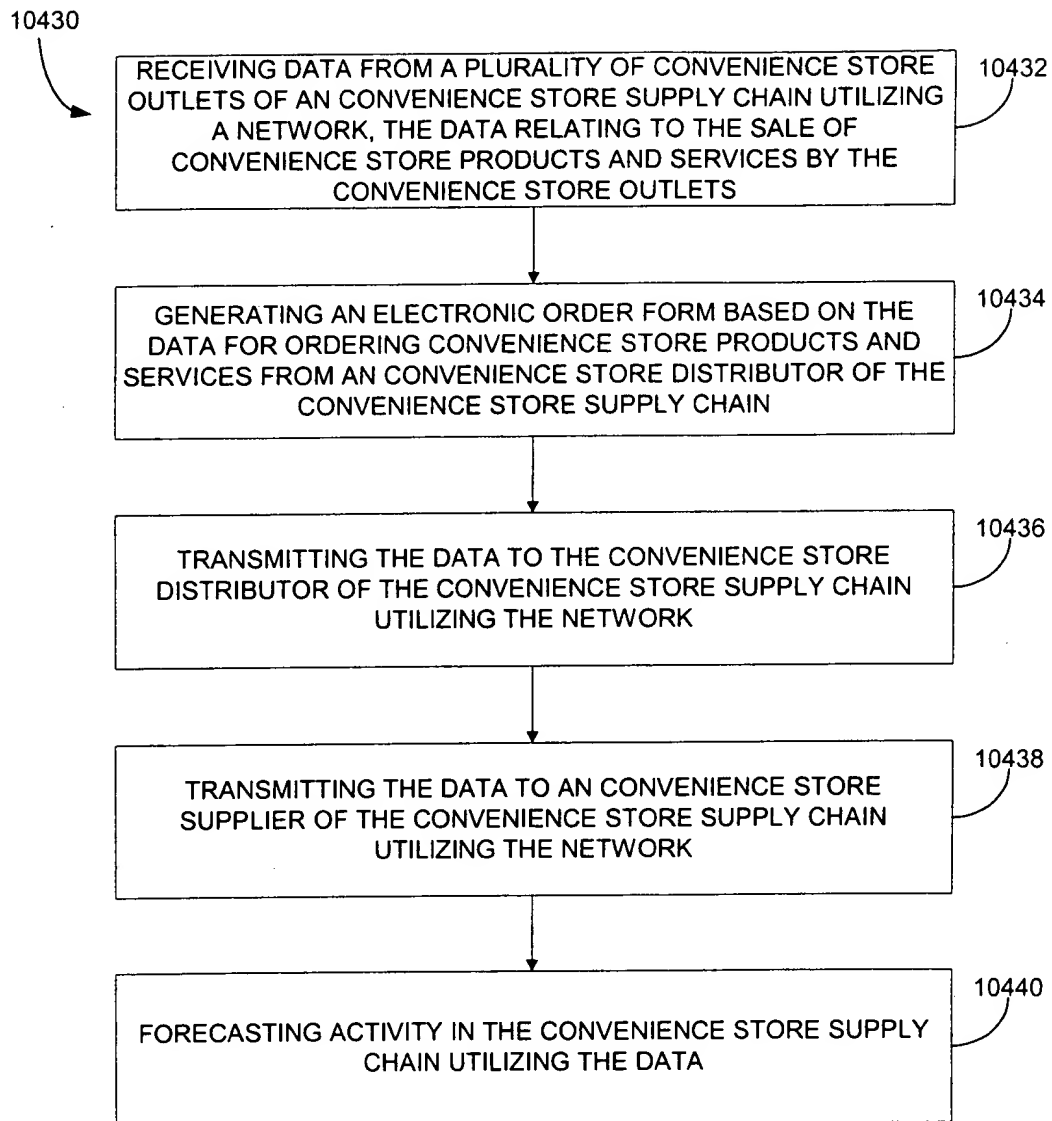 10430
RECEIVING DATA FROM A PLURALITY OF CONVENIENCE STORE
OUTLETS OF AN CONVENIENCE STORE SUPPLY CHAIN UTILIZING
A NETWORK, THE DATA RELATING TO THE SALE OF
CONVENIENCE STORE PRODUCTS AND SERVICES BY THE
CONVENIENCE STORE OUTLETS
10432
GENERATING AN ELECTRONIC ORDER FORM BASED ON THE
DATA FOR ORDERING CONVENIENCE STORE PRODUCTS AND
SERVICES FROM AN CONVENIENCE STORE DISTRIBUTOR OF THE
CONVENIENCE STORE SUPPLY CHAIN
10434
TRANSMITTING THE DATA TO THE CONVENIENCE STORE
DISTRIBUTOR OF THE CONVENIENCE STORE SUPPLY CHAIN
UTILIZING THE NETWORK
10436
TRANSMITTING THE DATA TO AN CONVENIENCE STORE
SUPPLIER OF THE CONVENIENCE STORE SUPPLY CHAIN
UTILIZING THE NETWORK
10438
FORECASTING ACTIVITY IN THE CONVENIENCE STORE SUPPLY
CHAIN UTILIZING THE DATA
10440